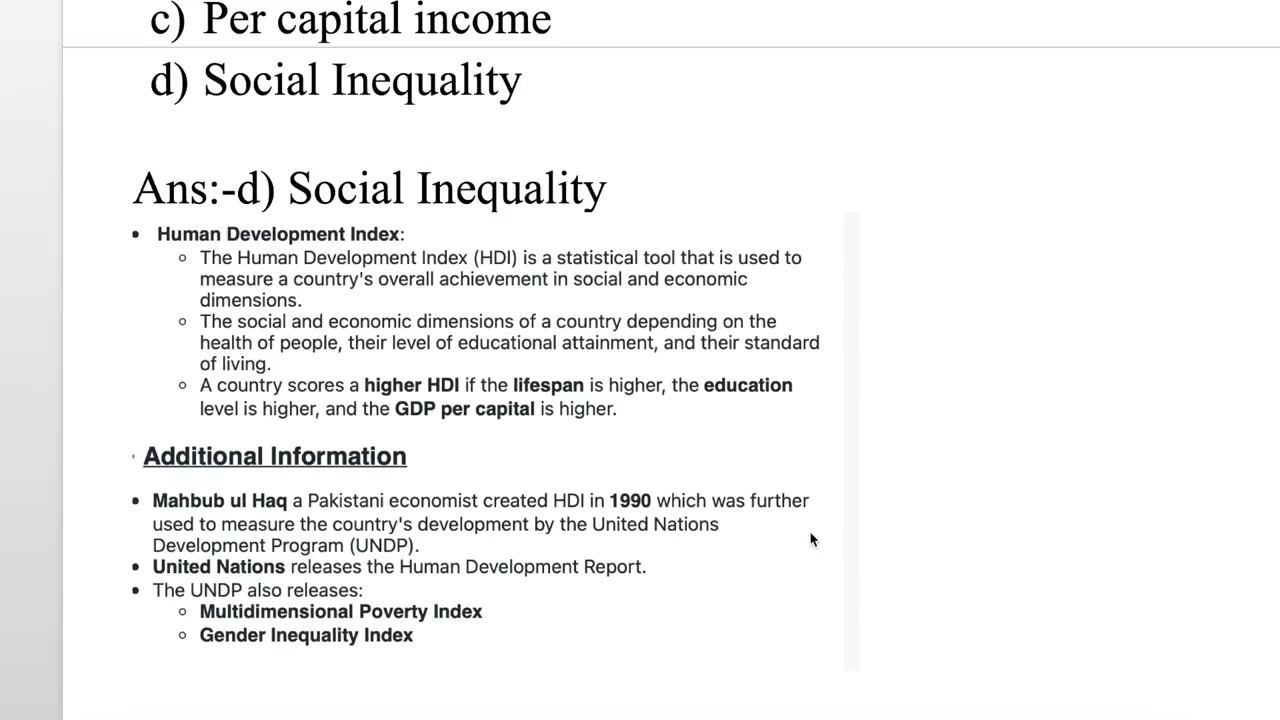 c) Per capital income
d) Social Inequality
Ans:-d) Social Inequality
• Human Development Index:
○ The Human Development Index (HDI) is a statistical tool that is used to
measure a country's overall achievement in social and economic
dimensions.
○ The social and economic dimensions of a country depending on the
health of people, their level of educational attainment, and their standard
of living.
○ A country scores a higher HDI if the lifespan is higher, the education
level is higher, and the GDP per capital is higher.
Additional Information
• Mahbub ul Haq a Pakistani economist created HDI in 1990 which was further
used to measure the country's development by the United Nations
Development Program (UNDP).
• United Nations releases the Human Development Report.
• The UNDP also releases:
○ Multidimensional Poverty Index
○ Gender Inequality Index